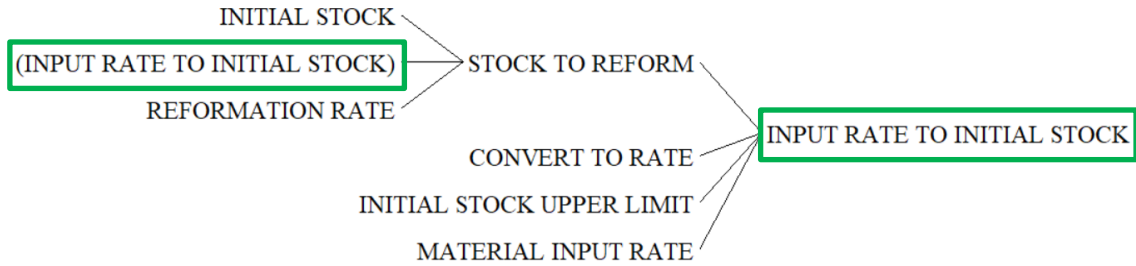 INITIAL STOCK
(INPUT RATE TO INITIAL STOCK)
STOCK TO REFORM
REFORMATION RATE
INPUT RATE TO INITIAL STOCK
CONVERT TO RATE
INITIAL STOCK UPPER LIMIT
MATERIAL INPUT RATE